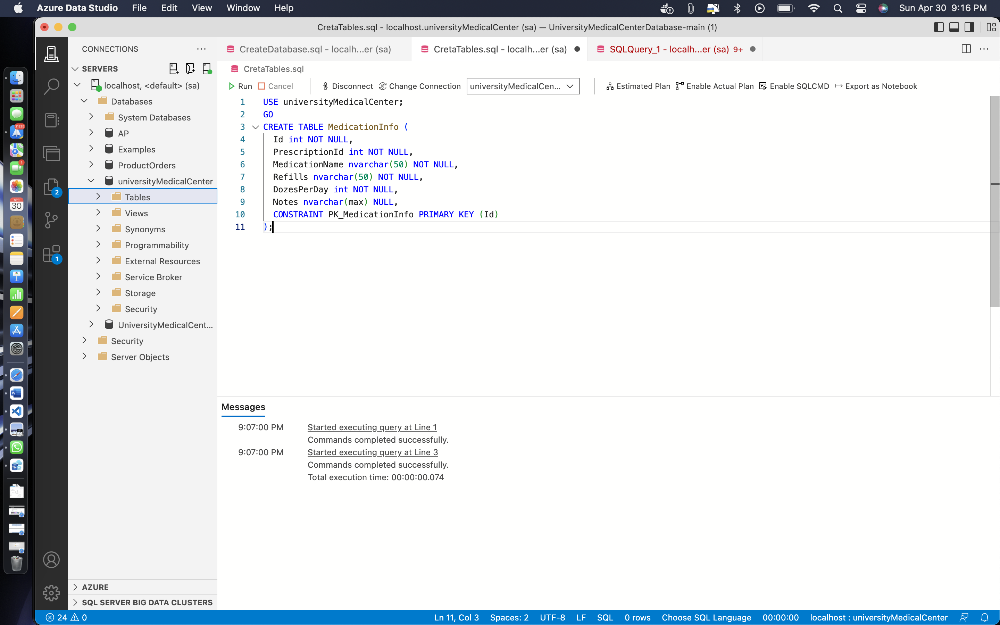 Azure Data Studio File Edit View Window Help Sun Apr 30 9:16 PM
CretaTables.sql - localhost.universityMedicalCenter (sa) — UniversityMedicalCenterDatabase-main (1)
CONNECTIONS
CreateDatabase.sql - localh...er (sa)
CretaTables.sql - localh...er (sa)
SQLQuery_1 - localh...er (sa) 9+
SERVERS
localhost, <default> (sa)
Databases
System Databases
AP
Examples
ProductOrders
universityMedicalCenter
Tables
Views
Synonyms
Programmability
External Resources
Service Broker
Storage
Security
UniversityMedicalCent...
Security
Server Objects
AZURE
SQL SERVER BIG DATA CLUSTERS
21225
1
APR
30
2
1
CretaTables.sql
Run Cancel Disconnect Change Connection universityMedicalCen... Estimated Plan Enable Actual Plan Enable SQLCMD Export as Notebook
1 USE universityMedicalCenter;
2 GO
3 CREATE TABLE MedicationInfo (
4 Id int NOT NULL,
5 PrescriptionId int NOT NULL,
6 MedicationName nvarchar(50) NOT NULL,
7 Refills nvarchar(50) NOT NULL,
8 DozesPerDay int NOT NULL,
9 Notes nvarchar(max) NULL,
10 CONSTRAINT PK_MedicationInfo PRIMARY KEY (Id)
11 );
Messages
9:07:00 PM Started executing query at Line 1
Commands completed successfully.
9:07:00 PM Started executing query at Line 3
Commands completed successfully.
Total execution time: 00:00:00.074
24 0 Ln 11, Col 3 Spaces: 2 UTF-8 LF SQL 0 rows Choose SQL Language 00:00:00 localhost : universityMedicalCenter